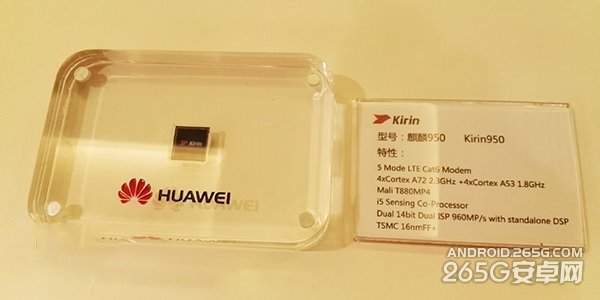 Kirin
HUAWEI
Kirin
型号：麒麟950 Kirin950
特性：
5 Mode LTE Cat6 Modem
4xCortex A72 2.3GHz +4xCortex A53 1.8GHz
Mali T880MP4
i5 Sensing Co-Processor
Dual 14bit Dual ISP 960MP/s with standalone DSP
TSMC 16nmFF+
ANDROID.265G.COM
265G安卓网